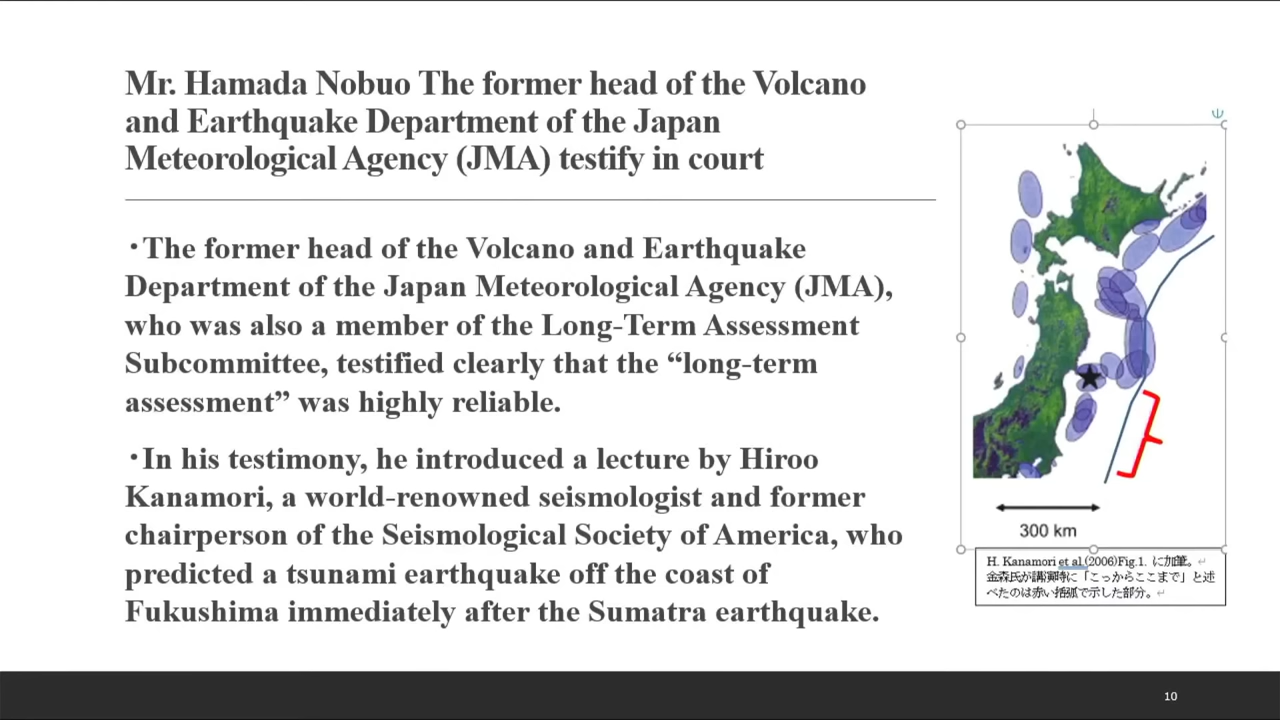 Mr. Hamada Nobuo The former head of the Volcano
and Earthquake Department of the Japan
Meteorological Agency (JMA) testify in court
・The former head of the Volcano and Earthquake
Department of the Japan Meteorological Agency (JMA),
who was also a member of the Long-Term Assessment
Subcommittee, testified clearly that the “long-term
assessment” was highly reliable.
・In his testimony, he introduced a lecture by Hiroo
Kanamori, a world-renowned seismologist and former
chairperson of the Seismological Society of America, who
predicted a tsunami earthquake off the coast of
Fukushima immediately after the Sumatra earthquake.
300 km
H. Kanamori et al.(2006)Fig.1. に加筆。
金森氏が講演時に「こっからここまで」と述
べたのは赤い括弧で示した部分。
10